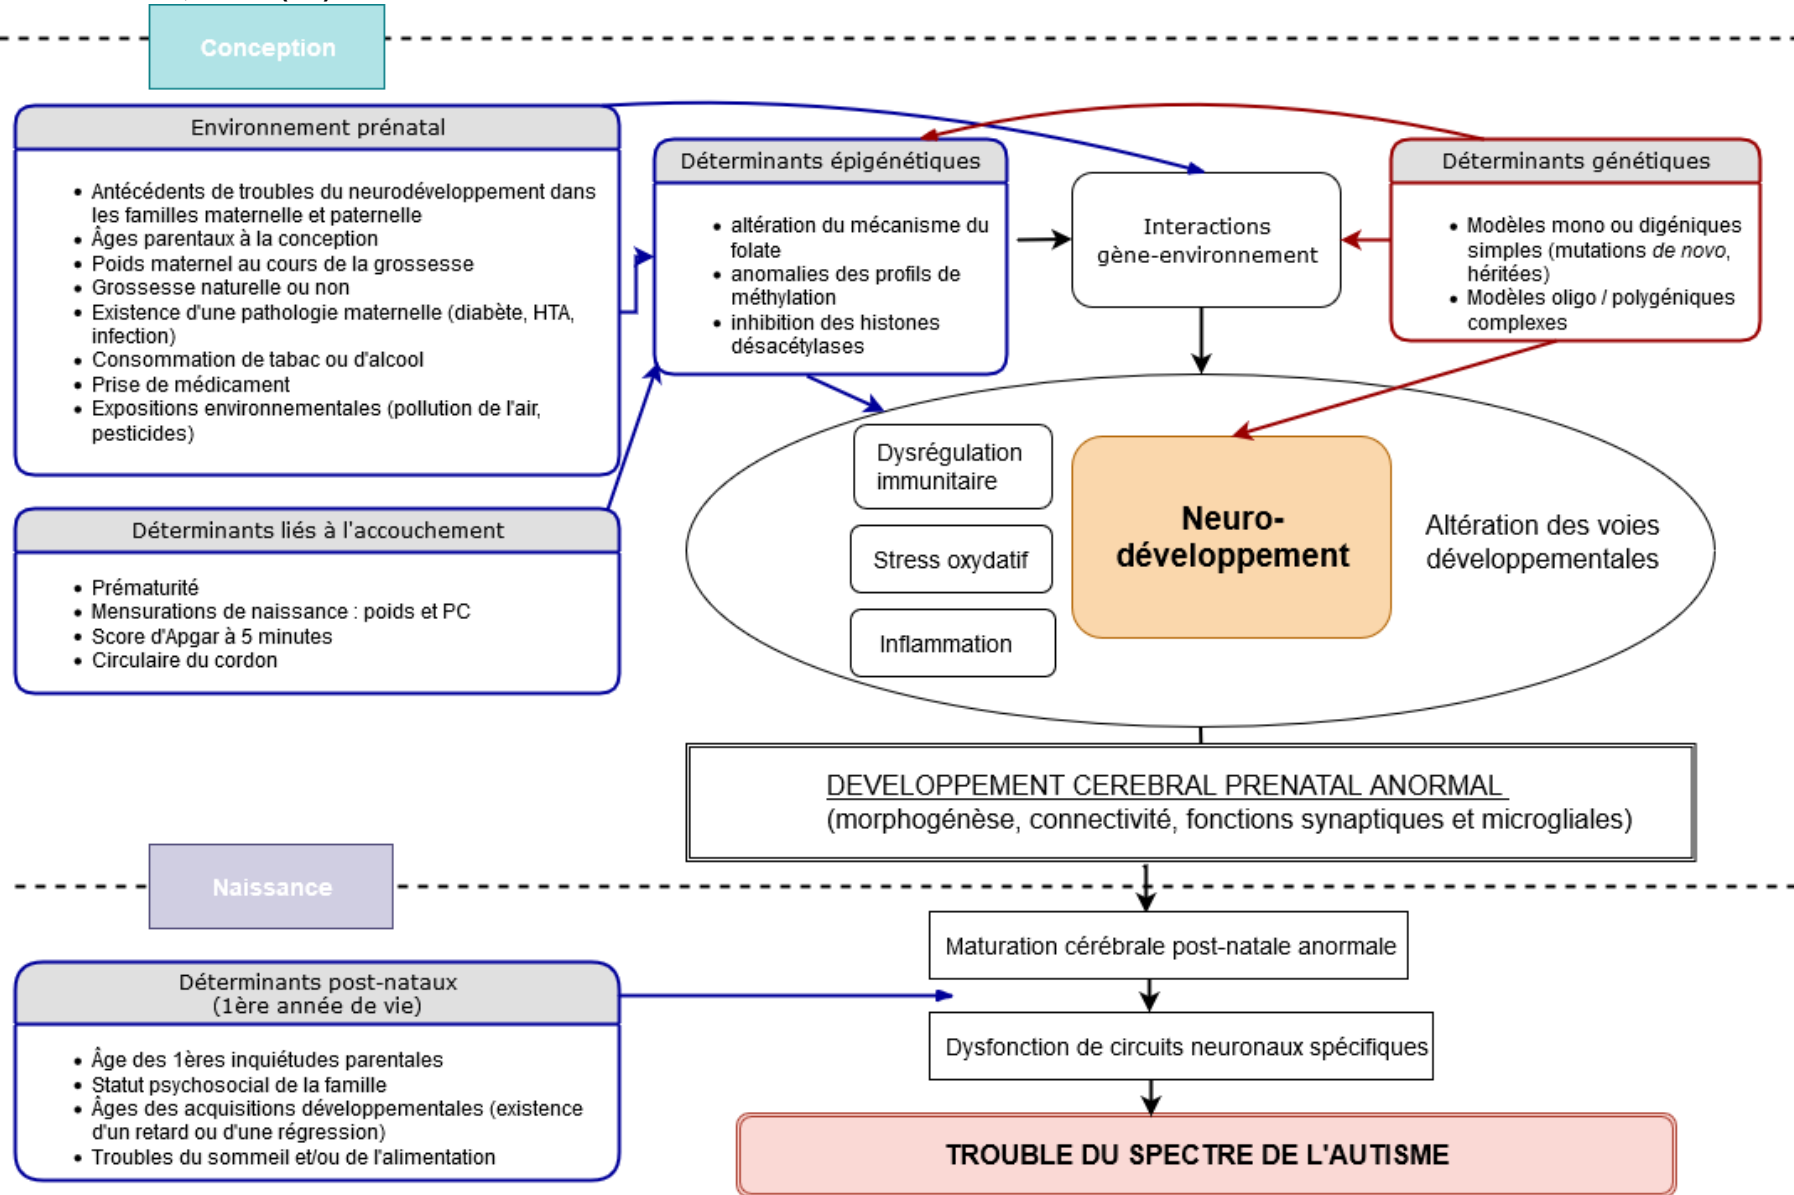 Conception
Environnement prénatal
• Antécédents de troubles du neurodéveloppement dans
les familles maternelle et paternelle
• Âges parentaux à la conception
• Poids maternel au cours de la grossesse
• Grossesse naturelle ou non
• Existence d'une pathologie maternelle (diabète, HTA,
infection)
• Consommation de tabac ou d'alcool
• Prise de médicament
• Expositions environnementales (pollution de l'air,
pesticides)
Déterminants épigénétiques
• altération du mécanisme du
folate
• anomalies des profils de
méthylation
• inhibition des histones
désacétylases
Interactions
gène-environnement
Déterminants génétiques
• Modèles mono ou digéniques
simples (mutations de novo,
héritées)
• Modèles oligo / polygéniques
complexes
Déterminants liés à l'accouchement
• Prématurité
• Mensurations de naissance : poids et PC
• Score d'Apgar à 5 minutes
• Circulaire du cordon
Dysrégulation
immunitaire
Stress oxydatif
Inflammation
Neuro-
développement
Altération des voies
développementales
DEVELOPPEMENT CEREBRAL PRENATAL ANORMAL
(morphogénèse, connectivité, fonctions synaptiques et microgliales)
Naissance
Maturation cérébrale post-natale anormale
Déterminants post-nataux
(1ère année de vie)
• Âge des 1ères inquiétudes parentales
• Statut psychosocial de la famille
• Âges des acquisitions développementales (existence
d'un retard ou d'une régression)
• Troubles du sommeil et/ou de l'alimentation
Dysfonction de circuits neuronaux spécifiques
TROUBLE DU SPECTRE DE L'AUTISME